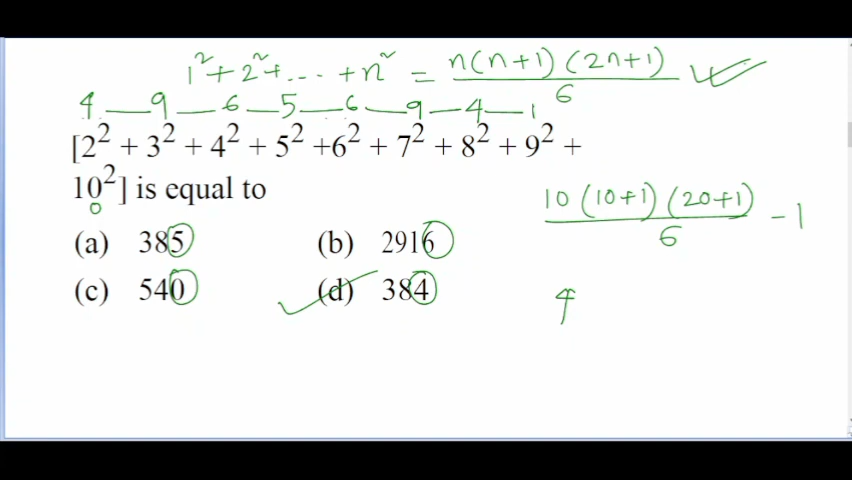 1² + 2² + ... + n² = n(n+1)(2n+1)/6
4 — 9 — 6 — 5 — 6 — 9 — 4 — 1
[2² + 3² + 4² + 5² +6² + 7² + 8² + 9² +
10²] is equal to
0
10(10+1)(20+1)/6 - 1
(a) 385 (b) 2916
(c) 540 (d) 384
4